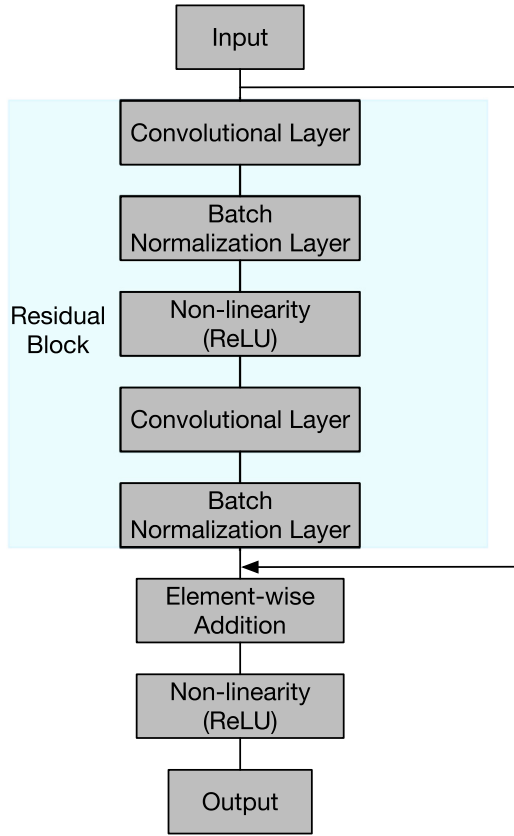 Input
Convolutional Layer
Batch
Normalization Layer
Residual
Block
Non-linearity
(ReLU)
Convolutional Layer
Batch
Normalization Layer
Element-wise
Addition
Non-linearity
(ReLU)
Output